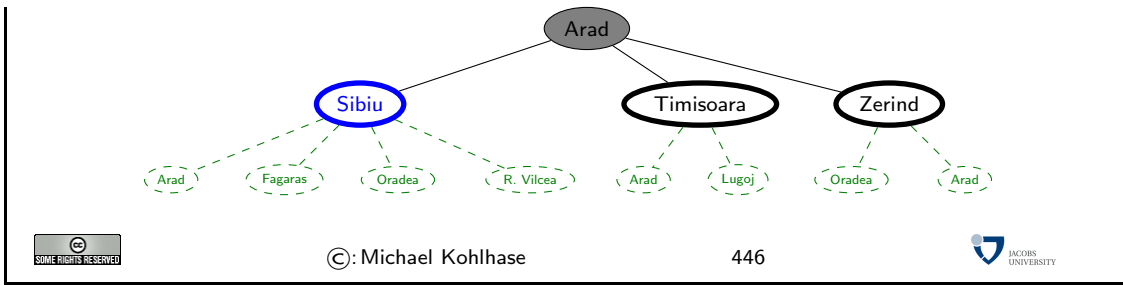 Arad
Sibiu Timisoara Zerind
Arad Fagaras Oradea R. Vilcea Arad Lugoj Oradea Arad
cc
SOME RIGHTS RESERVED
©: Michael Kohlhase 446
JACOBS
UNIVERSITY